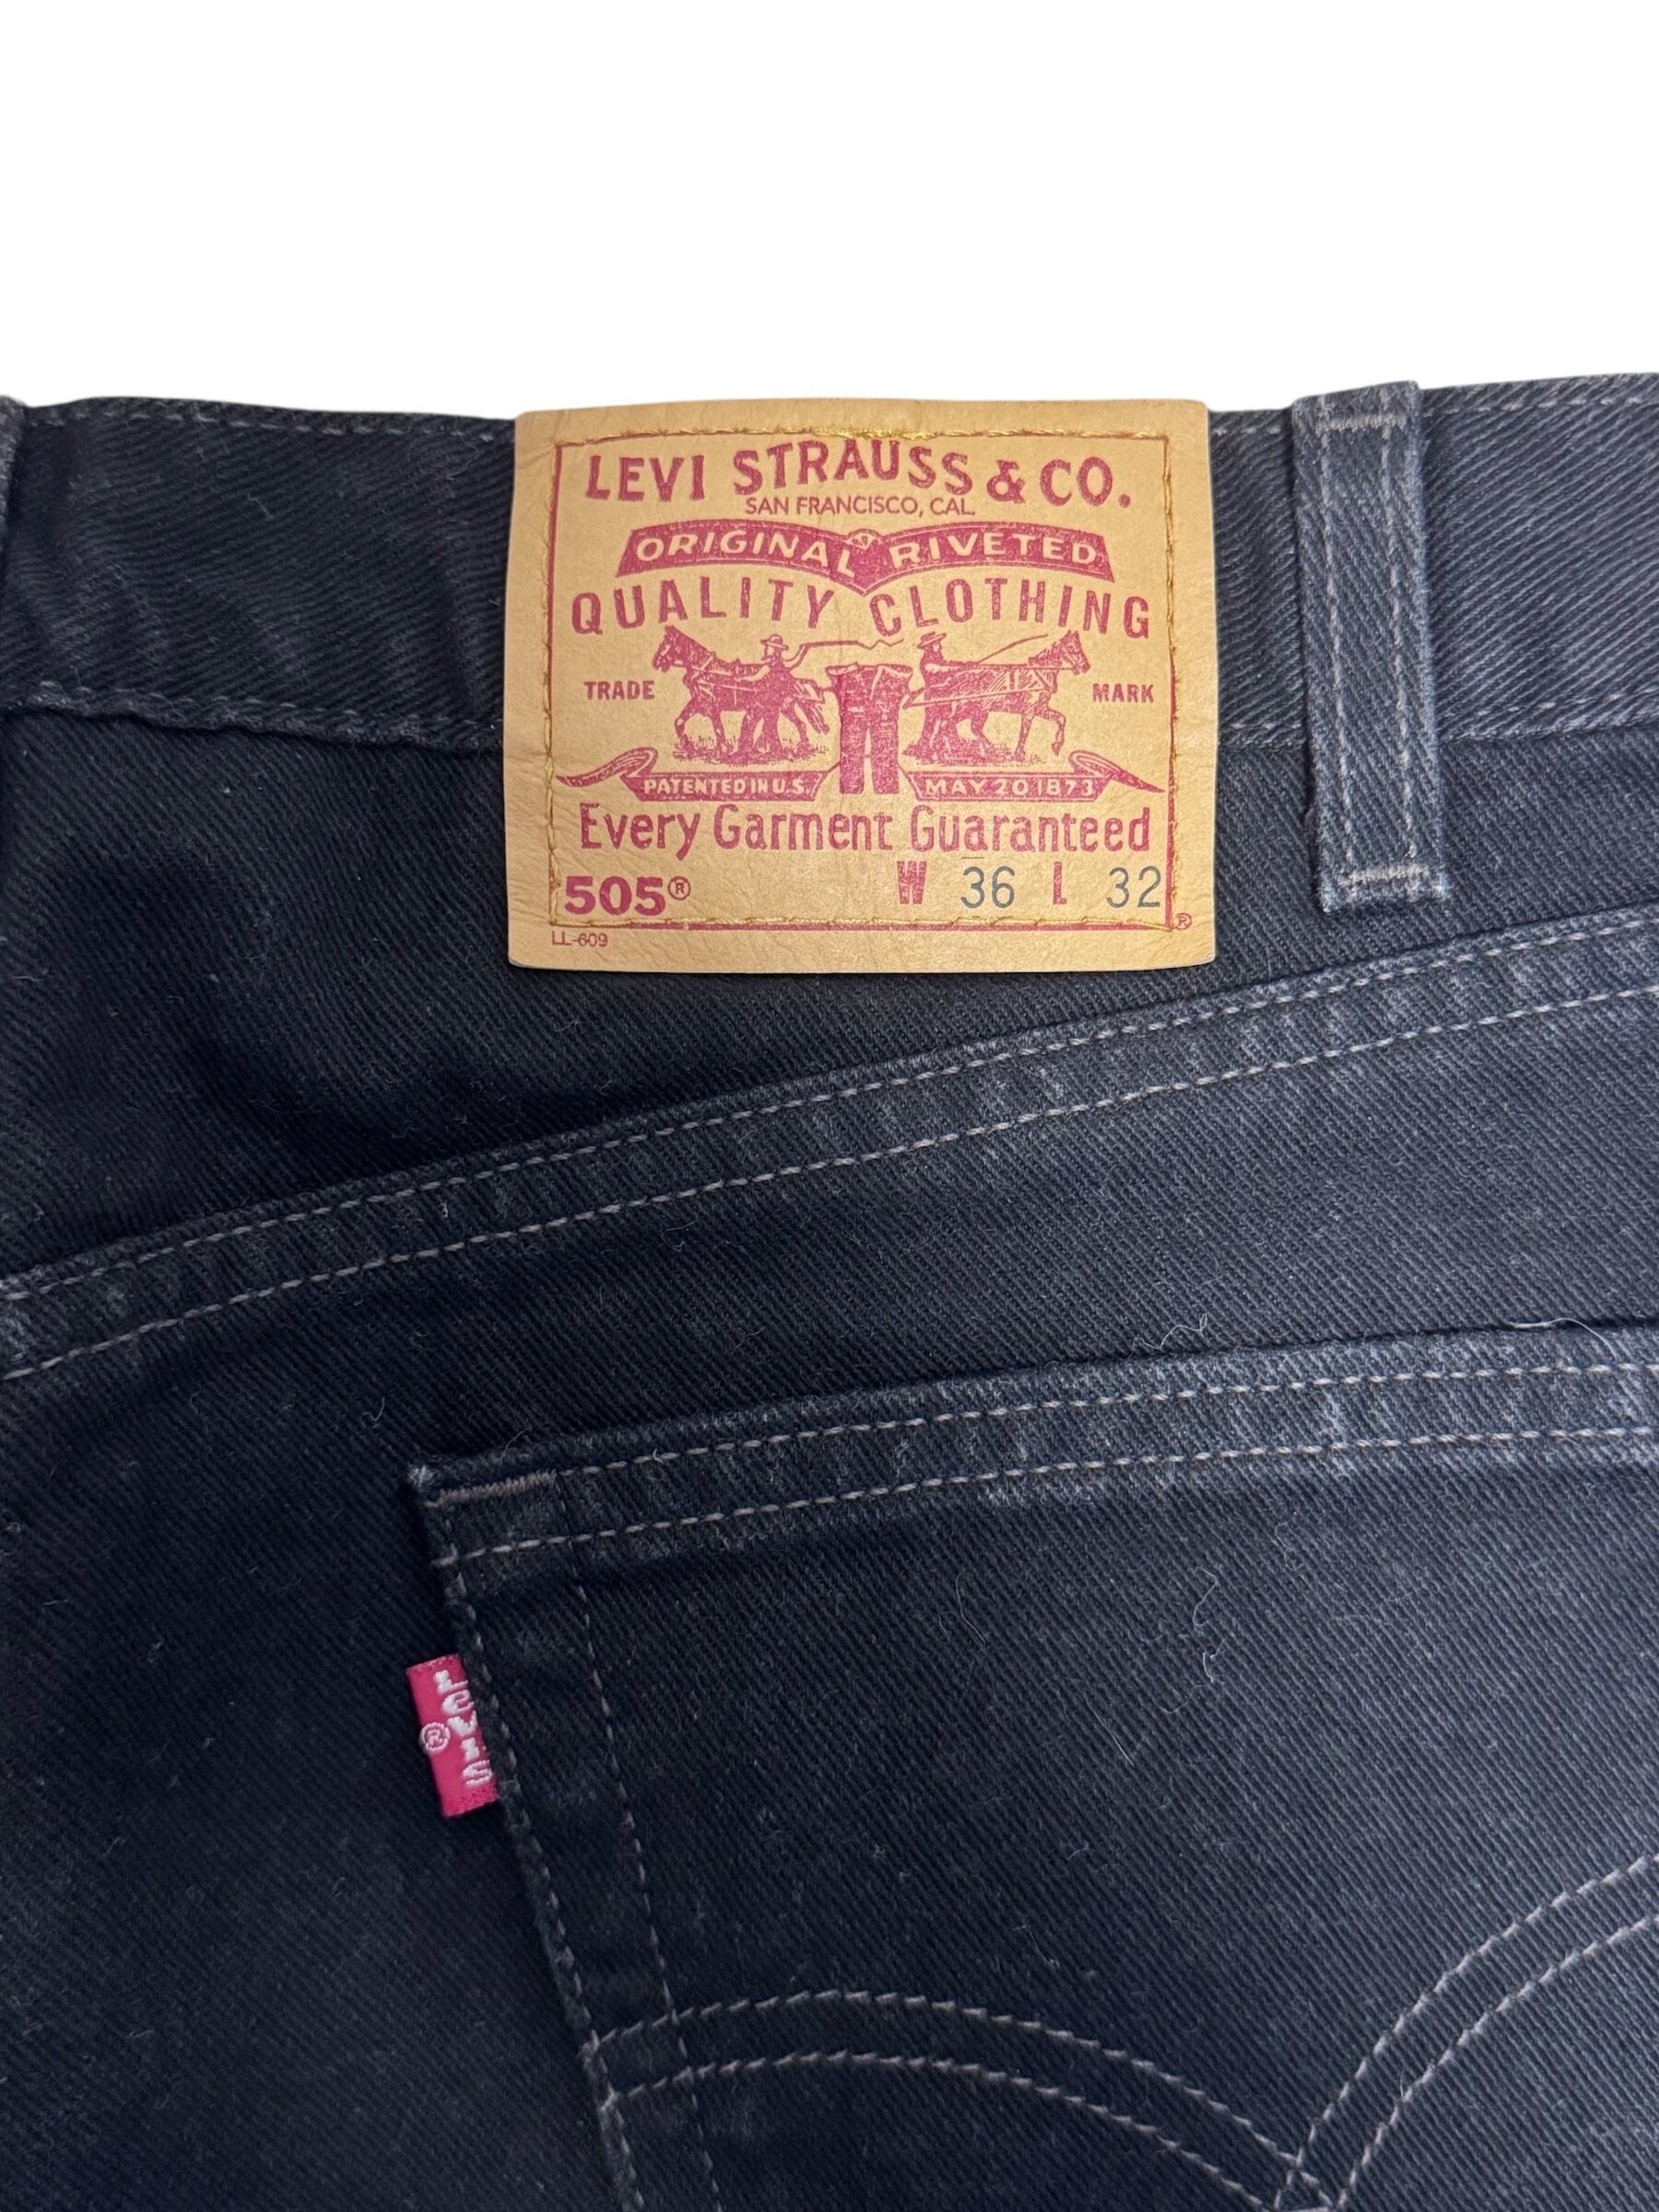 LEVI STRAUSS & CO.
SAN FRANCISCO, CAL.
ORIGINAL RIVETED
QUALITY CLOTHING
TRADE MARK
PATENTED IN U.S. MAY 20 1873
Every Garment Guaranteed
505® W 36 L 32
®
LL-609
Levi's
®